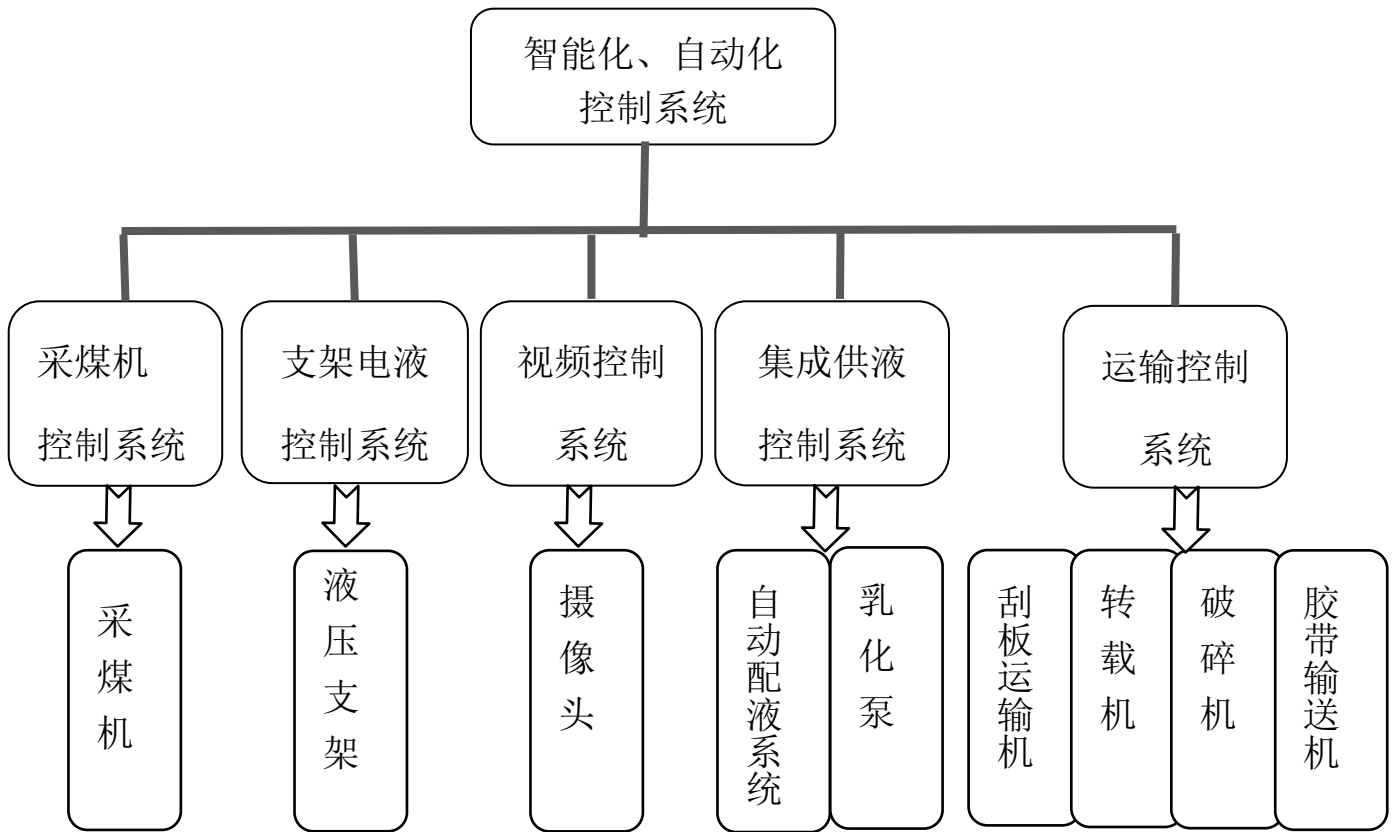 智能化、自动化
控制系统
采煤机
控制系统
支架电液
控制系统
视频控制
系统
集成供液
控制系统
运输控制
系统
采煤机
液压支架
摄像头
自动配液系统
乳化泵
刮板运输机
转载机
破碎机
胶带输送机